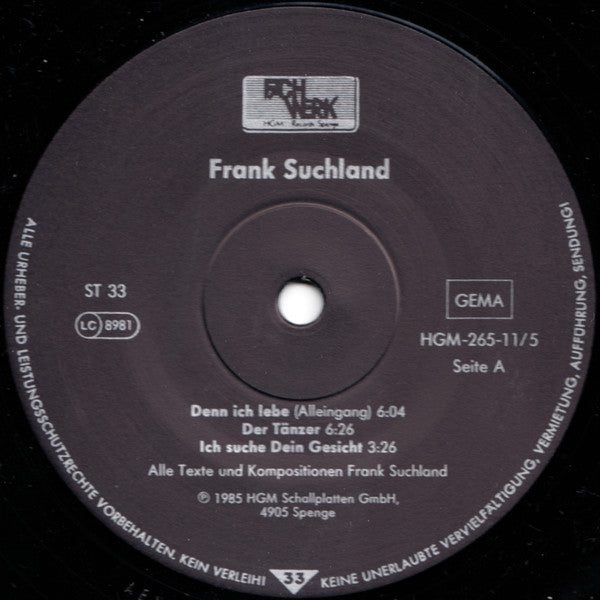 FACH
WERK
HGM Records Spenge
Frank Suchland
ST 33
LC 8981
GEMA
HGM-265-11/5
Seite A
Denn ich lebe (Alleingang) 6:04
Der Tänzer 6:26
Ich suche Dein Gesicht 3:26
Alle Texte und Kompositionen Frank Suchland
℗ 1985 HGM Schallplatten GmbH,
4905 Spenge
ALLE URHEBER- UND LEISTUNGSSCHUTZRECHTE VORBEHALTEN. KEIN VERLEIH! KEINE UNERLAUBTE VERVIELFÄLTIGUNG, VERMIETUNG, AUFFÜHRUNG, SENDUNG!
33